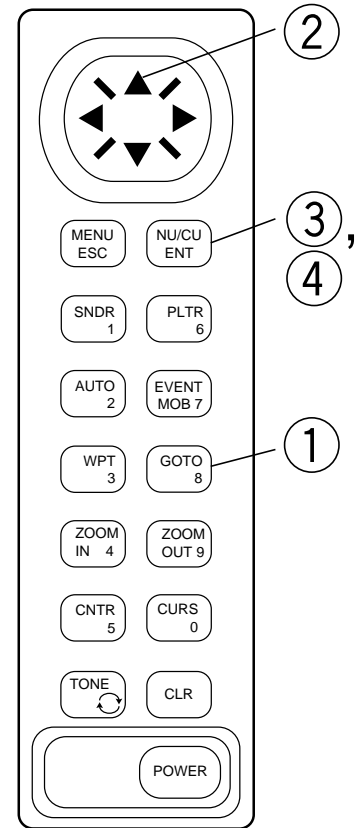 ②
MENU
ESC
NU/CU
ENT
③,
④
SNDR
1
PLTR
6
AUTO
2
EVENT
MOB 7
WPT
3
GOTO
8
①
ZOOM
IN 4
ZOOM
OUT 9
CNTR
5
CURS
0
TONE
CLR
POWER